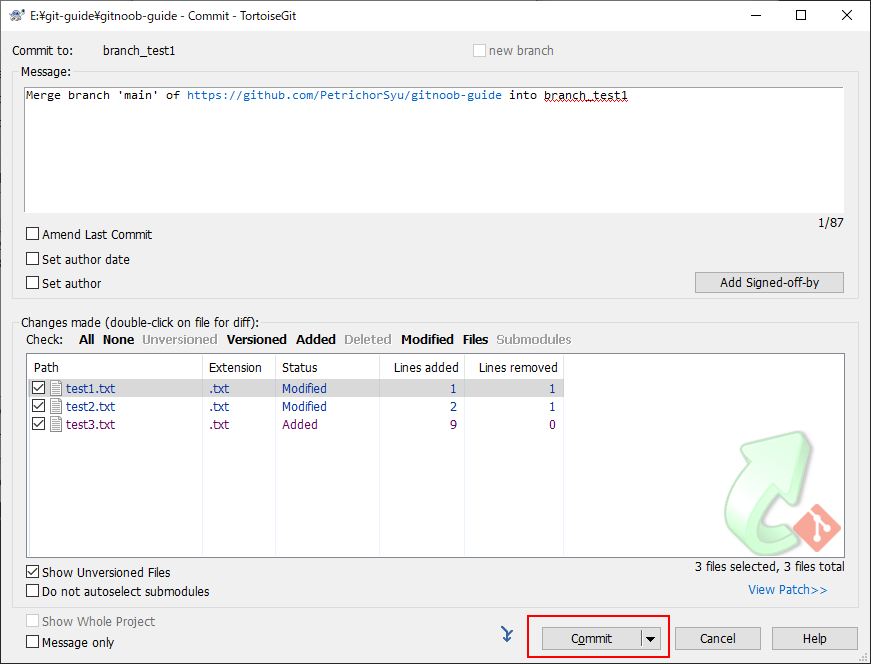 E:¥git-guide¥gitnoob-guide - Commit - TortoiseGit
Commit to: branch_test1 new branch
Message:
Merge branch 'main' of https://github.com/PetrichorSyu/gitnoob-guide into branch_test1
1/87
Amend Last Commit
Set author date
Set author Add Signed-off-by
Changes made (double-click on file for diff):
Check: All None Unversioned Versioned Added Deleted Modified Files Submodules
Path Extension Status Lines added Lines removed
test1.txt .txt Modified 1 1
test2.txt .txt Modified 2 1
test3.txt .txt Added 9 0
Show Unversioned Files 3 files selected, 3 files total
Do not autoselect submodules View Patch>>
Show Whole Project
Message only Commit Cancel Help